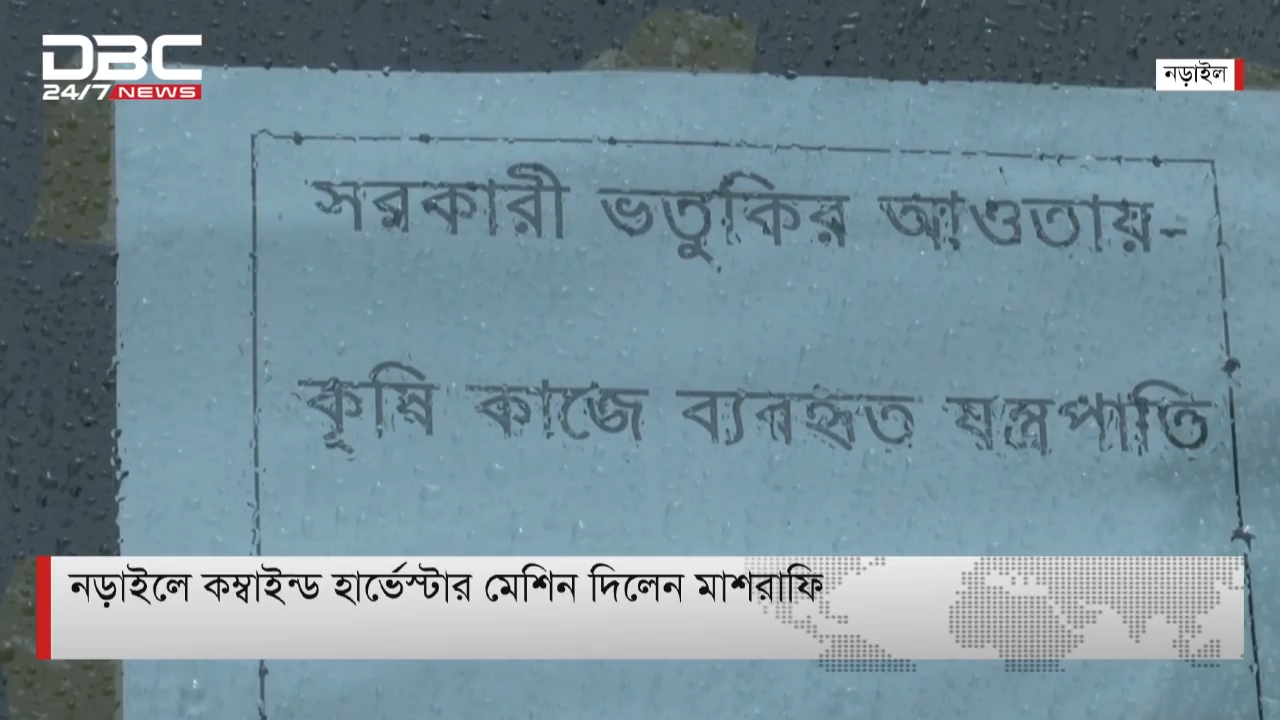 DBC
24/7 NEWS
নড়াইল
সরকারী ভতুকির আওতায়-
কৃষি কাজে ব্যবহৃত যন্ত্রপাতি
নড়াইলে কম্বাইন্ড হার্ভেস্টার মেশিন দিলেন মাশরাফি